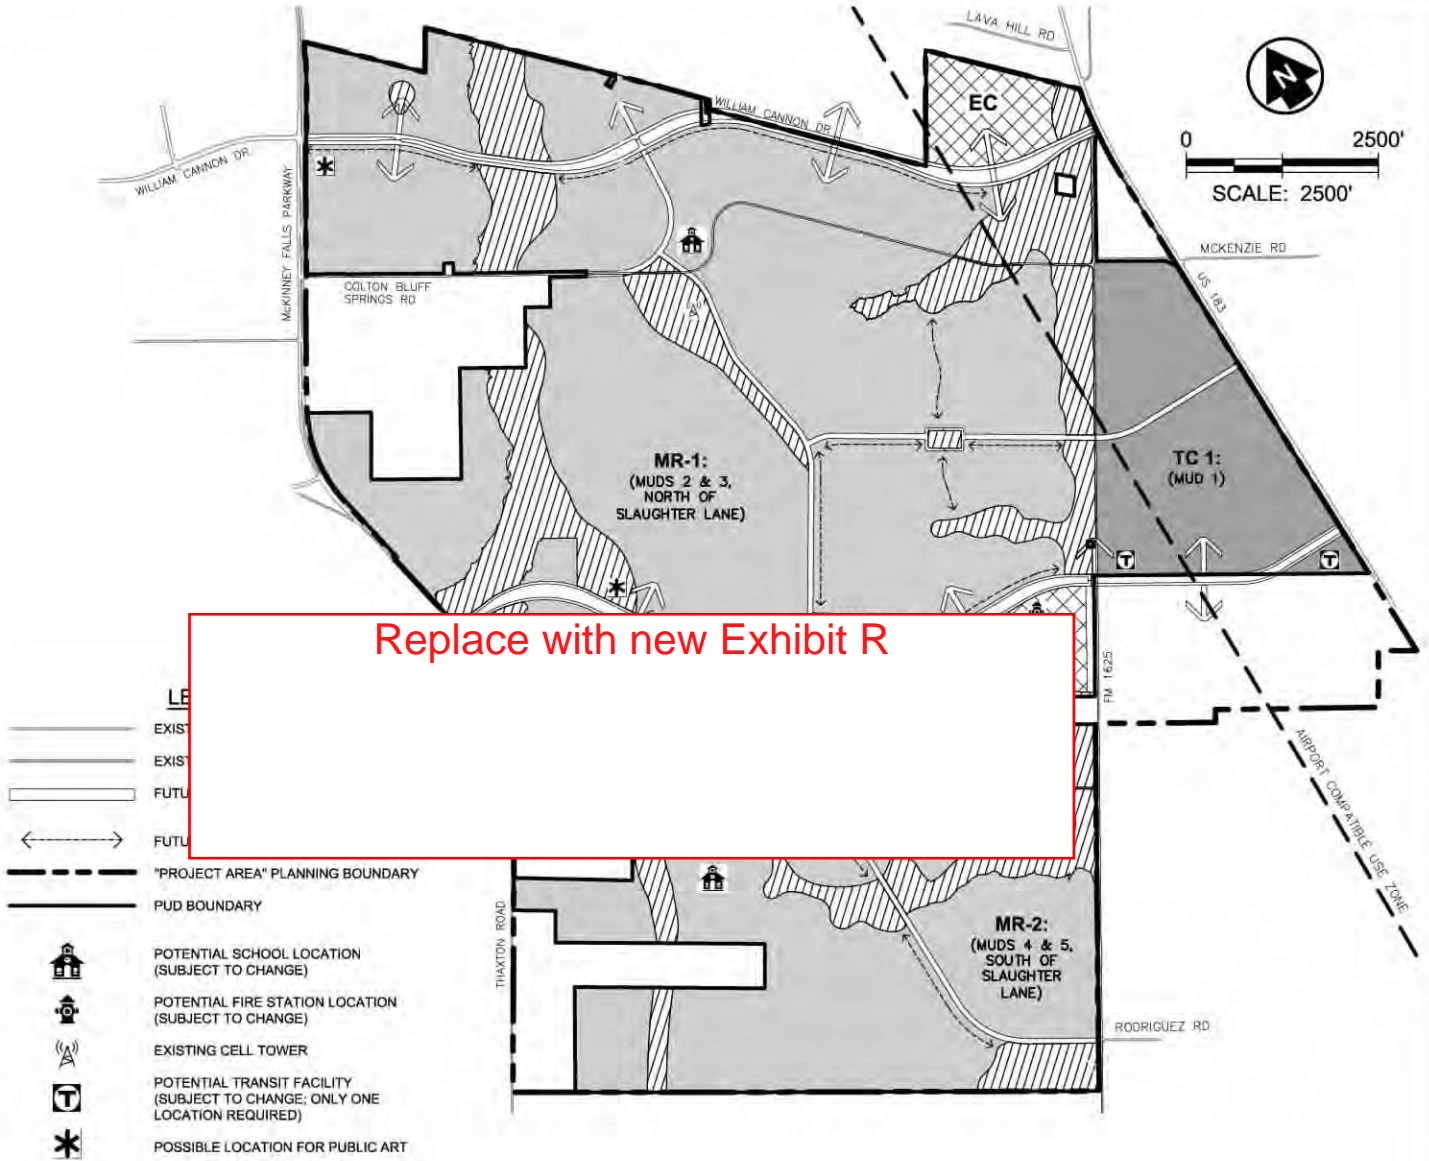 LAVA HILL RD
EC
N
0 2500'
SCALE: 2500'
WILLIAM CANNON DR
WILLIAM CANNON DR
McKINNEY FALLS PARKWAY
MCKENZIE RD
US 183
COLTON BLUFF
SPRINGS RD
MR-1:
(MUDS 2 & 3,
NORTH OF
SLAUGHTER LANE)
TC 1:
(MUD 1)
T
T
Replace with new Exhibit R
FM 1625
AIRPORT COMPATIBLE USE ZONE
LE
EXIST
EXIST
FUTU
FUTU
"PROJECT AREA" PLANNING BOUNDARY
PUD BOUNDARY
POTENTIAL SCHOOL LOCATION
(SUBJECT TO CHANGE)
POTENTIAL FIRE STATION LOCATION
(SUBJECT TO CHANGE)
EXISTING CELL TOWER
T
POTENTIAL TRANSIT FACILITY
(SUBJECT TO CHANGE; ONLY ONE
LOCATION REQUIRED)
POSSIBLE LOCATION FOR PUBLIC ART
THAXTON ROAD
MR-2:
(MUDS 4 & 5,
SOUTH OF
SLAUGHTER
LANE)
RODRIGUEZ RD